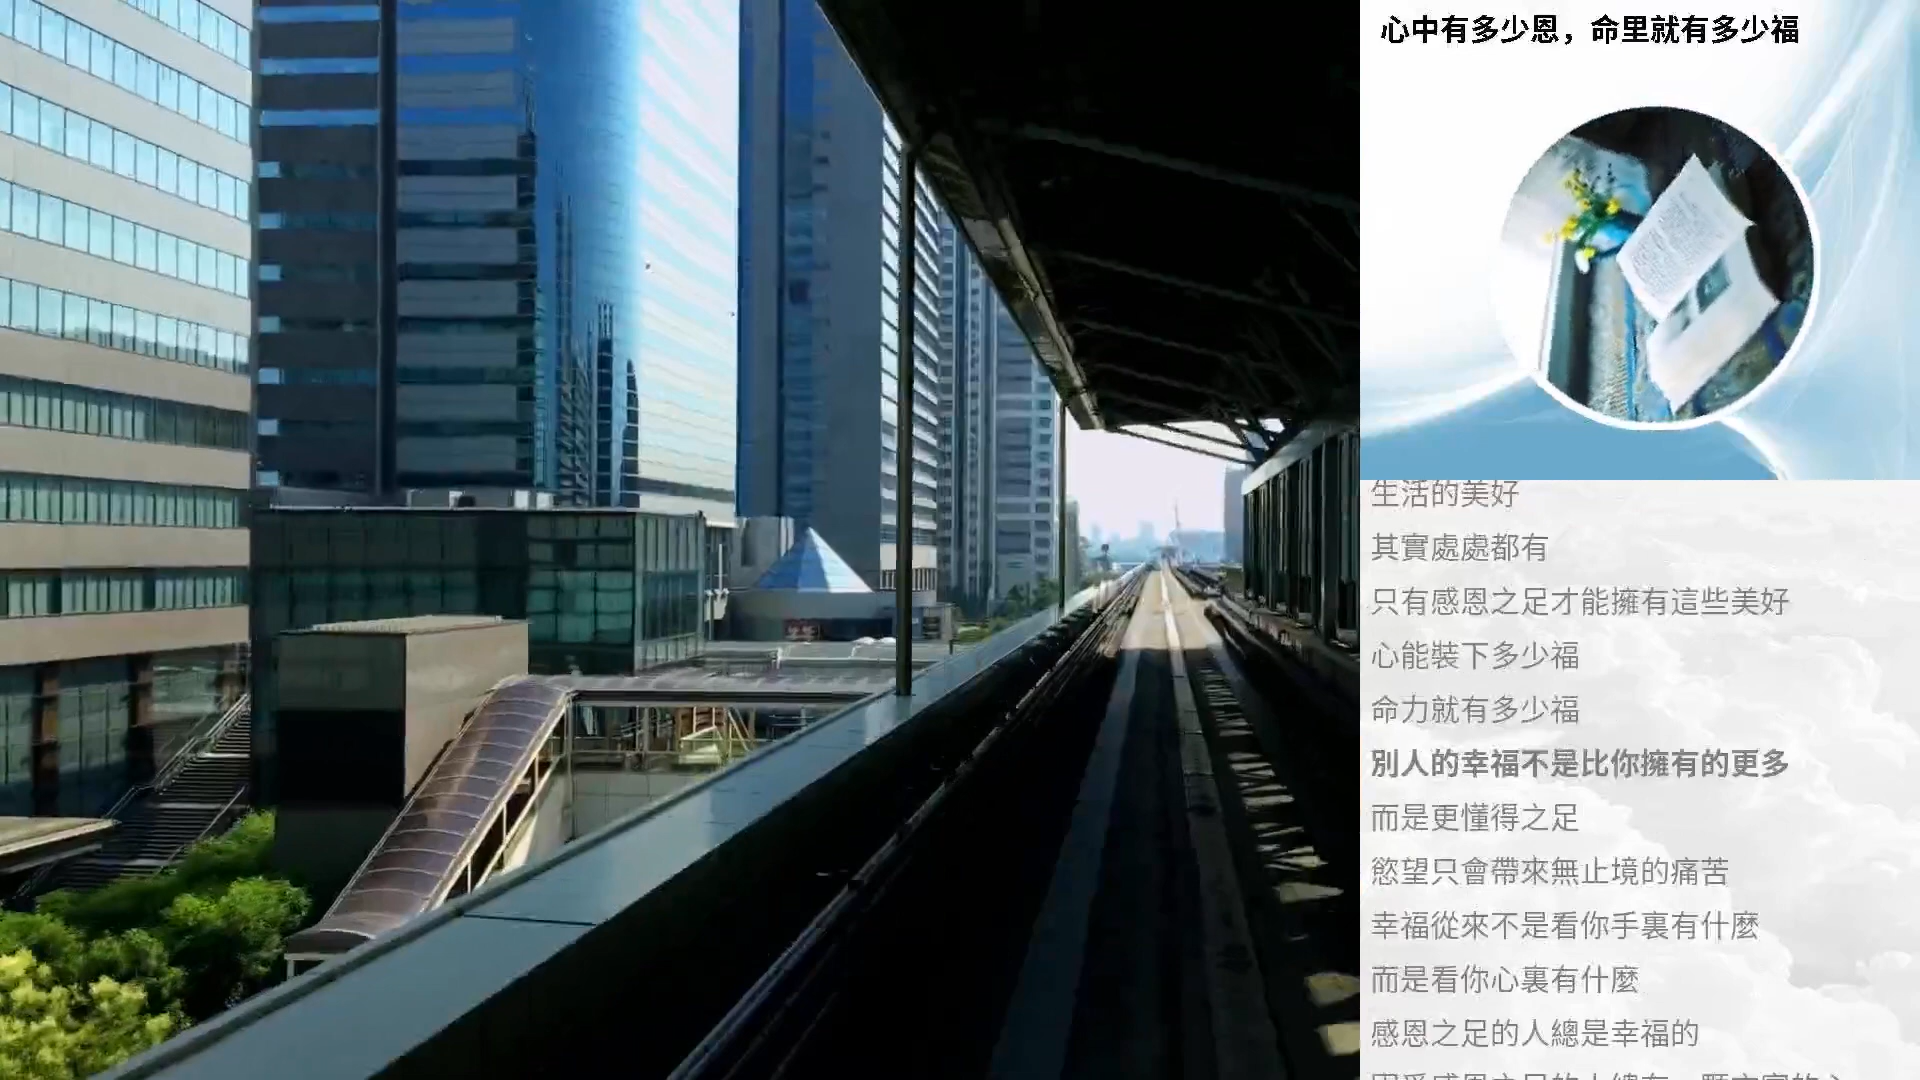 心中有多少恩，命里就有多少福
生活的美好
其實處處都有
只有感恩之足才能擁有這些美好
心能裝下多少福
命力就有多少福
別人的幸福不是比你擁有的更多
而是更懂得之足
慾望只會帶來無止境的痛苦
幸福從來不是看你手裏有什麼
而是看你心裏有什麼
感恩之足的人總是幸福的